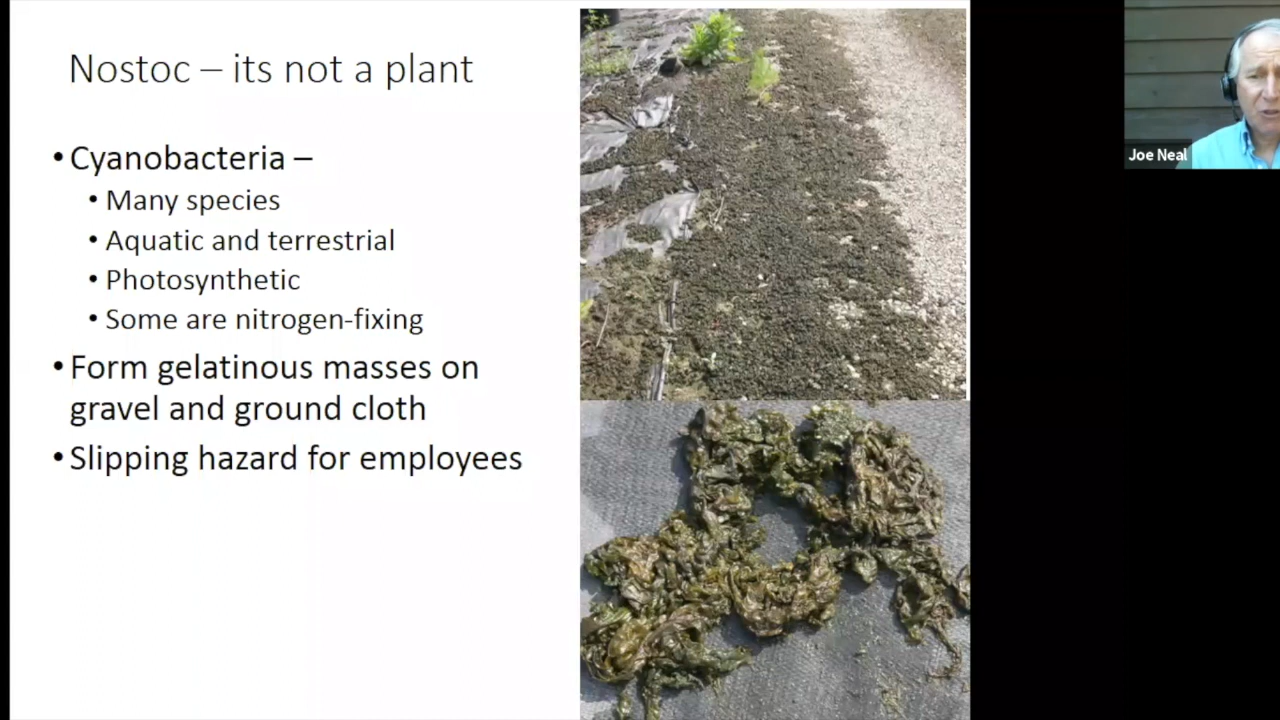 Nostoc – its not a plant
• Cyanobacteria –
• Many species
• Aquatic and terrestrial
• Photosynthetic
• Some are nitrogen-fixing
• Form gelatinous masses on
gravel and ground cloth
• Slipping hazard for employees
Joe Neal